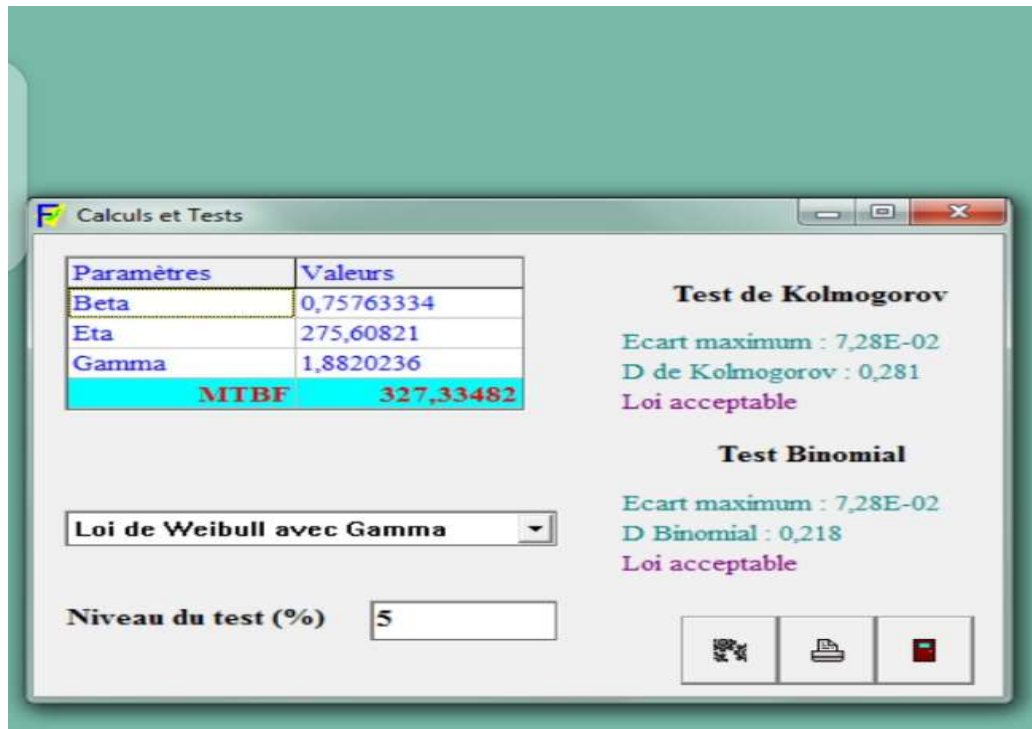 Calculs et Tests
Paramètres Valeurs
Beta 0,75763334
Eta 275,60821
Gamma 1,8820236
MTBF 327,33482
Loi de Weibull avec Gamma
Niveau du test (%) 5
Test de Kolmogorov
Ecart maximum : 7,28E-02
D de Kolmogorov : 0,281
Loi acceptable
Test Binomial
Ecart maximum : 7,28E-02
D Binomial : 0,218
Loi acceptable